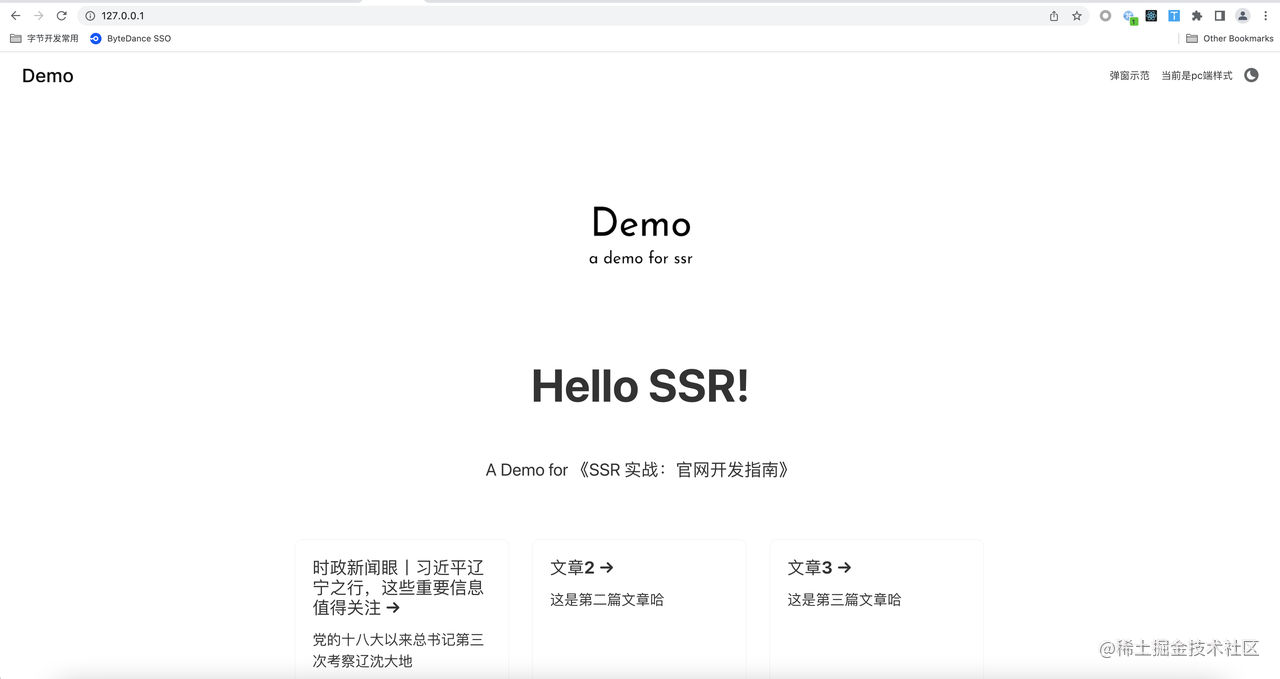 127.0.0.1
字节开发常用 ByteDance SSO Other Bookmarks
Demo 弹窗示范 当前是pc端样式
Demo
a demo for ssr
Hello SSR!
A Demo for 《SSR 实战：官网开发指南》
时政新闻眼丨习近平辽
宁之行，这些重要信息
值得关注 →
党的十八大以来总书记第三
次考察辽沈大地
文章2 →
这是第二篇文章哈
文章3 →
这是第三篇文章哈
@稀土掘金技术社区